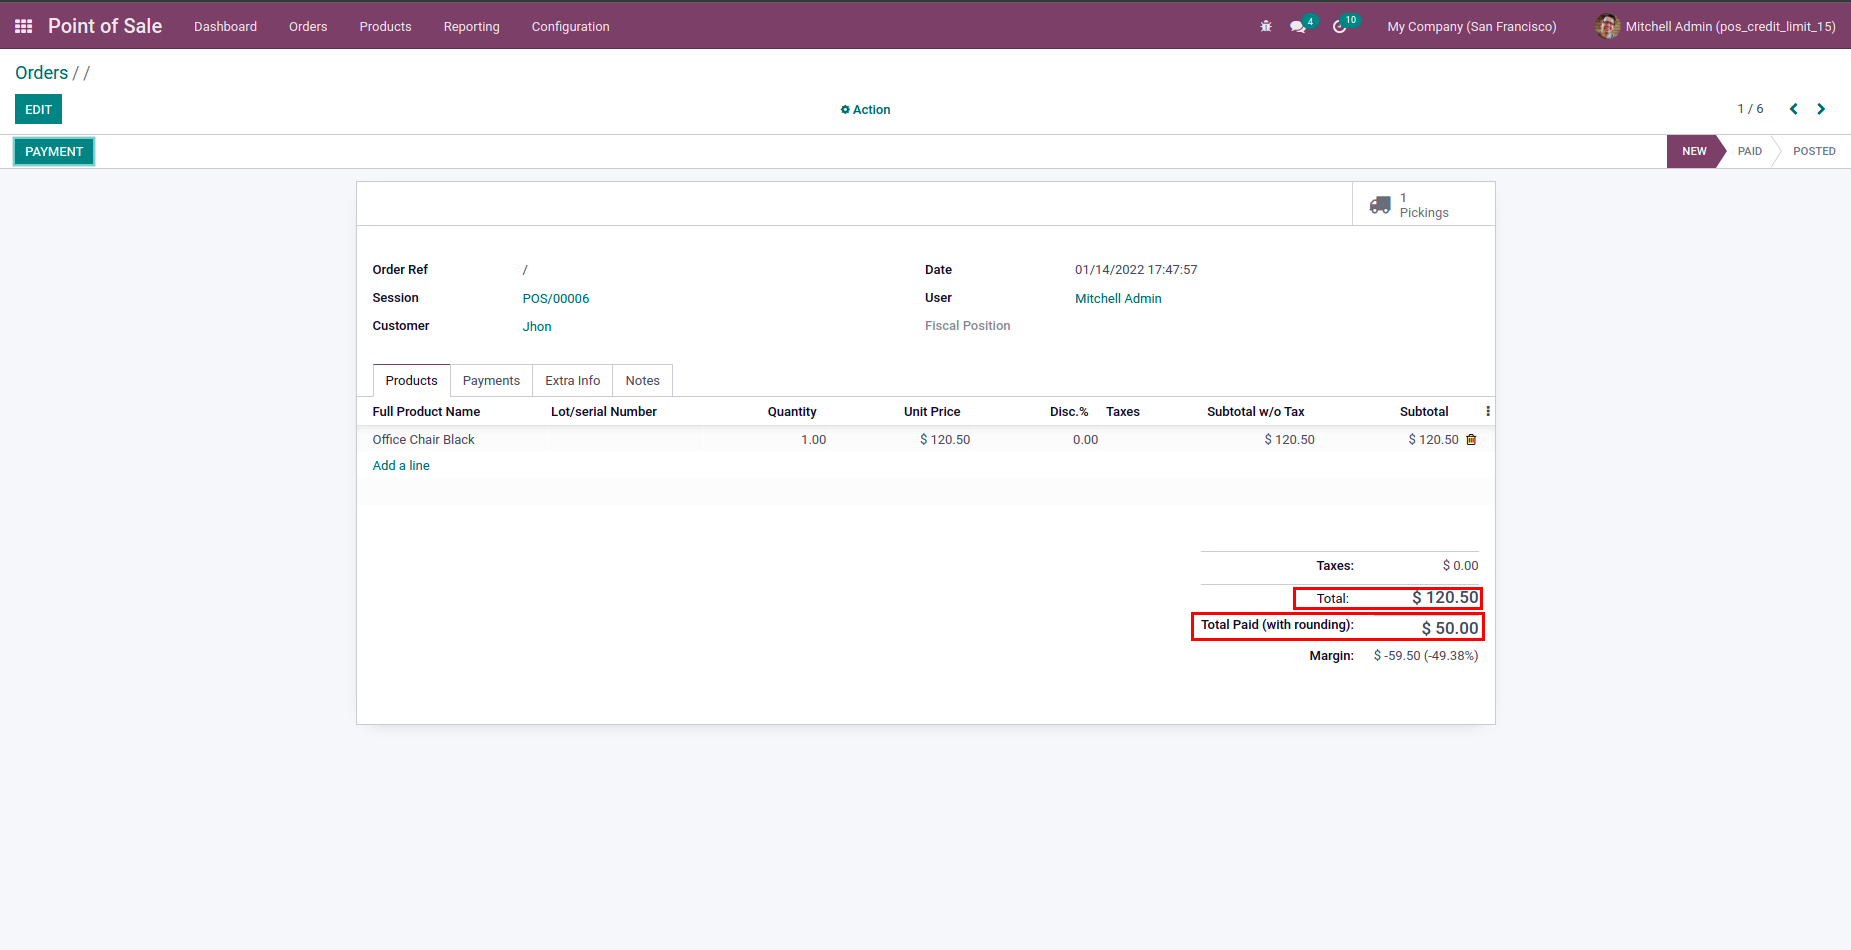 Point of Sale Dashboard Orders Products Reporting Configuration 4 10 My Company (San Francisco) Mitchell Admin (pos_credit_limit_15)
Orders / /
EDIT Action 1 / 6
PAYMENT NEW PAID POSTED
1
Pickings
Order Ref / Date 01/14/2022 17:47:57
Session POS/00006 User Mitchell Admin
Customer Jhon Fiscal Position
Products Payments Extra Info Notes
Full Product Name Lot/serial Number Quantity Unit Price Disc.% Taxes Subtotal w/o Tax Subtotal
Office Chair Black 1.00 $ 120.50 0.00 $ 120.50 $ 120.50
Add a line
Taxes: $ 0.00
Total: $ 120.50
Total Paid (with rounding): $ 50.00
Margin: $ -59.50 (-49.38%)